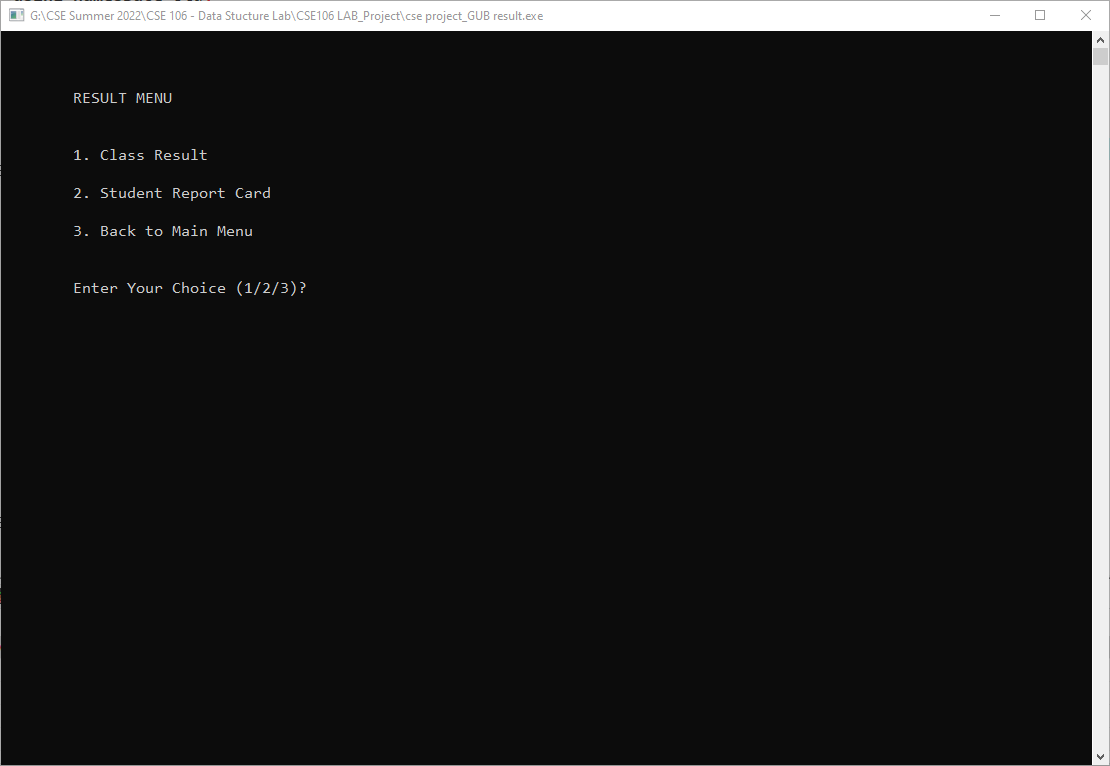 G:\CSE Summer 2022\CSE 106 - Data Stucture Lab\CSE106 LAB_Project\cse project_GUB result.exe
RESULT MENU
1. Class Result
2. Student Report Card
3. Back to Main Menu
Enter Your Choice (1/2/3)?